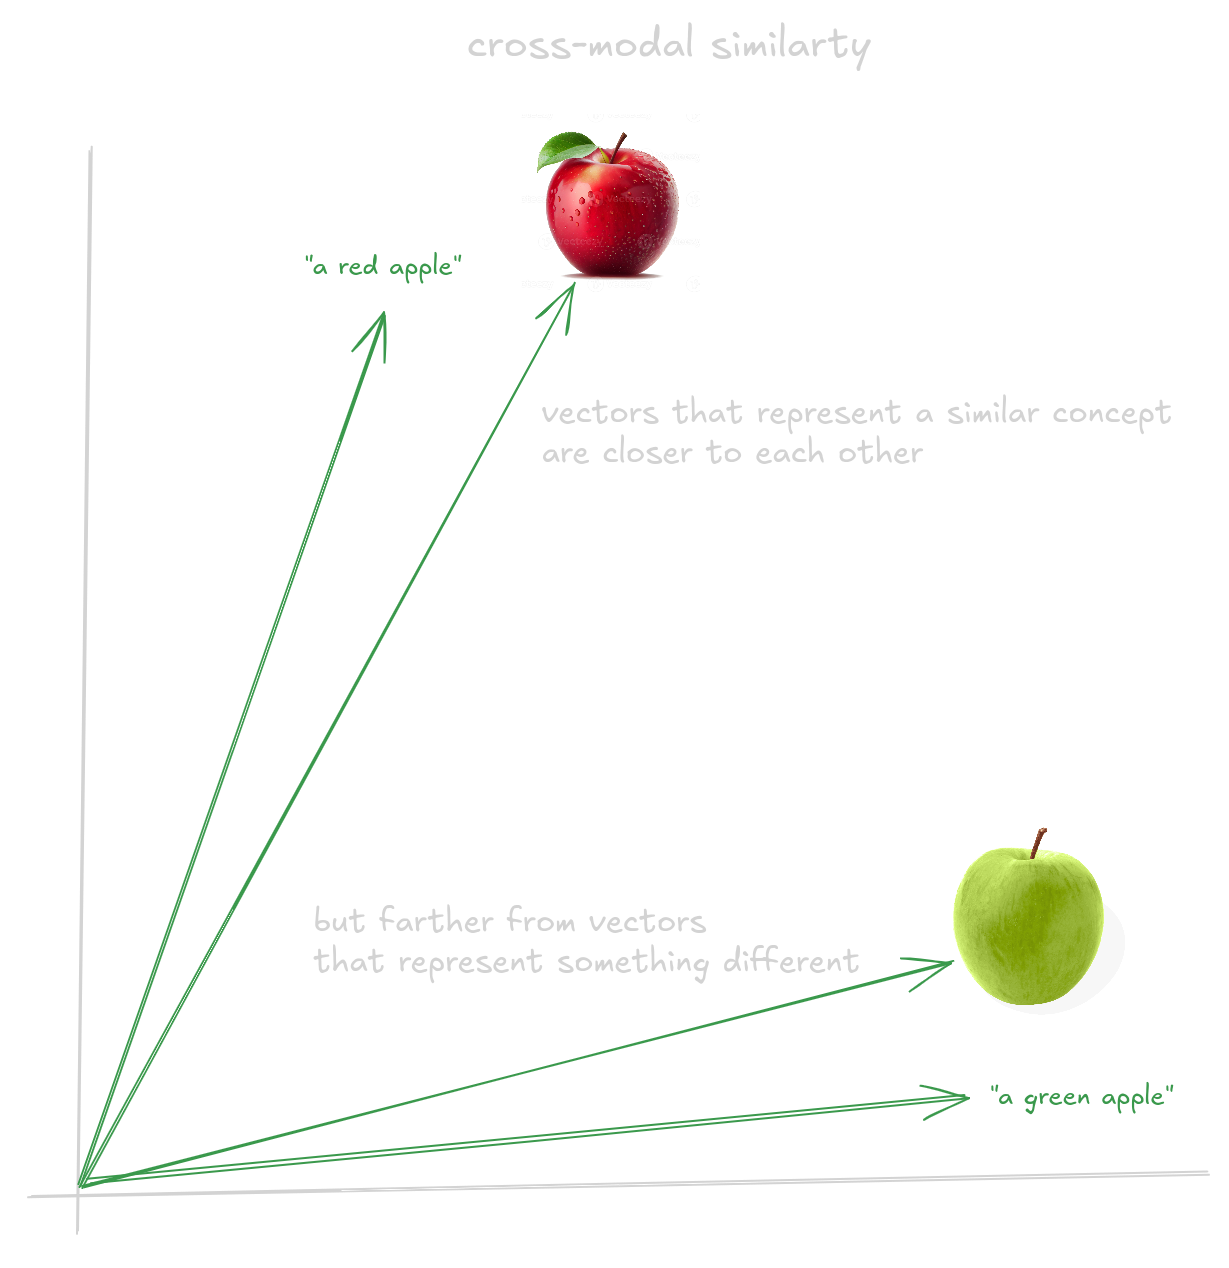 cross-modal similarty
"a red apple"
vectors that represent a similar concept
are closer to each other
but farther from vectors
that represent something different
"a green apple"